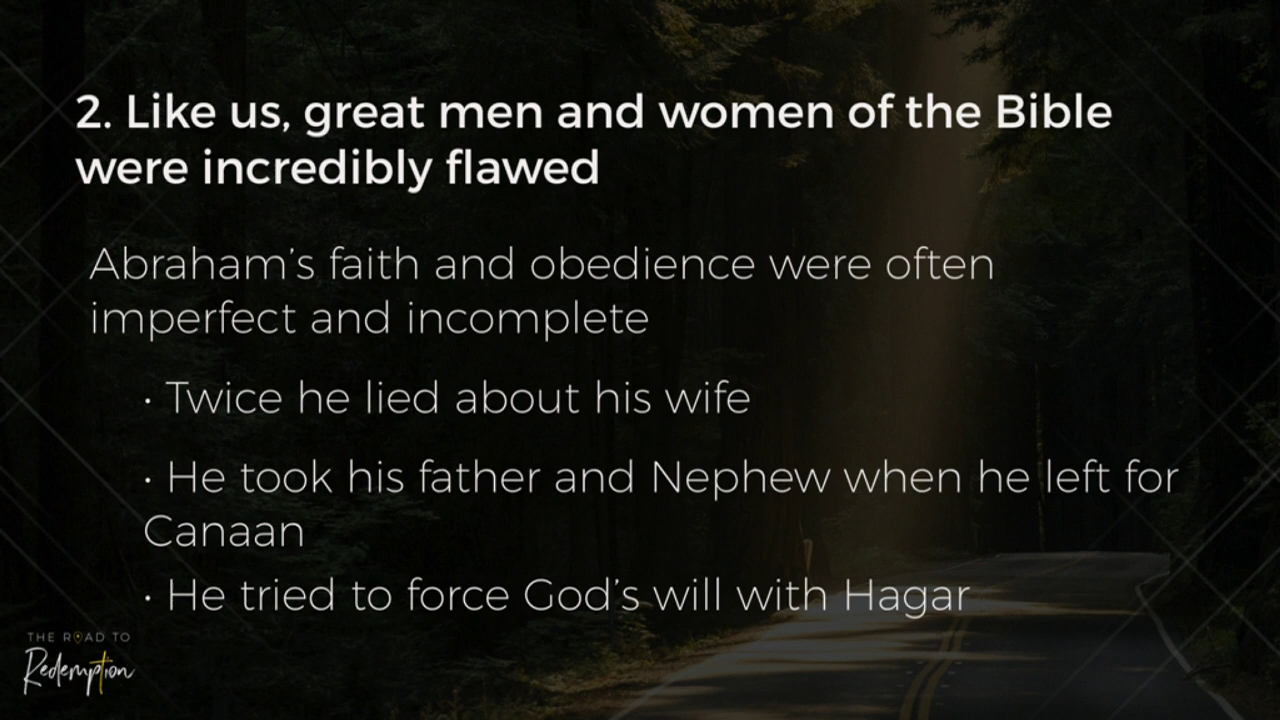 2. Like us, great men and women of the Bible
were incredibly flawed
Abraham’s faith and obedience were often
imperfect and incomplete
· Twice he lied about his wife
· He took his father and Nephew when he left for
Canaan
· He tried to force God’s will with Hagar
THE ROAD TO
Redemption